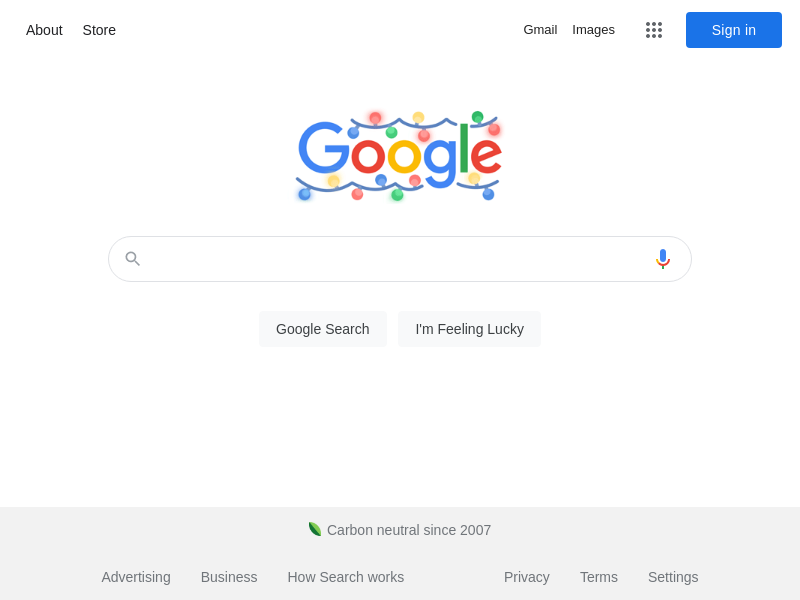 About Store Gmail Images Sign in
Google
Google Search I'm Feeling Lucky
Carbon neutral since 2007
Advertising Business How Search works Privacy Terms Settings